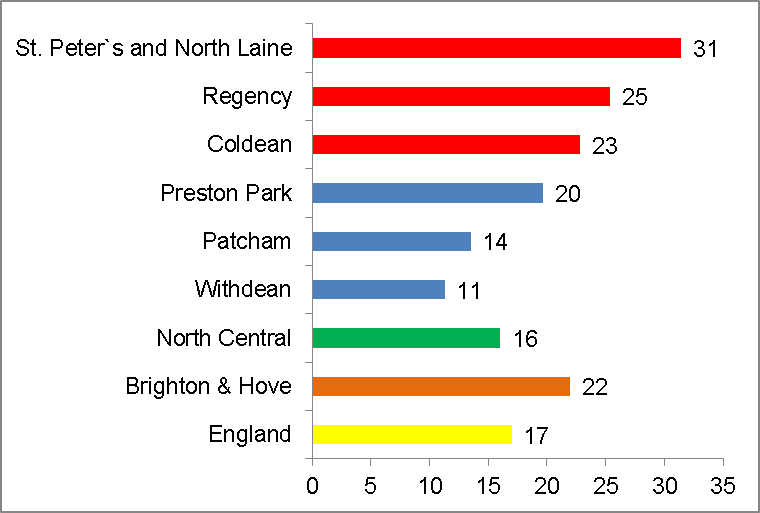 St. Peter`s and North Laine 31
Regency 25
Coldean 23
Preston Park 20
Patcham 14
Withdean 11
North Central 16
Brighton & Hove 22
England 17
0 5 10 15 20 25 30 35